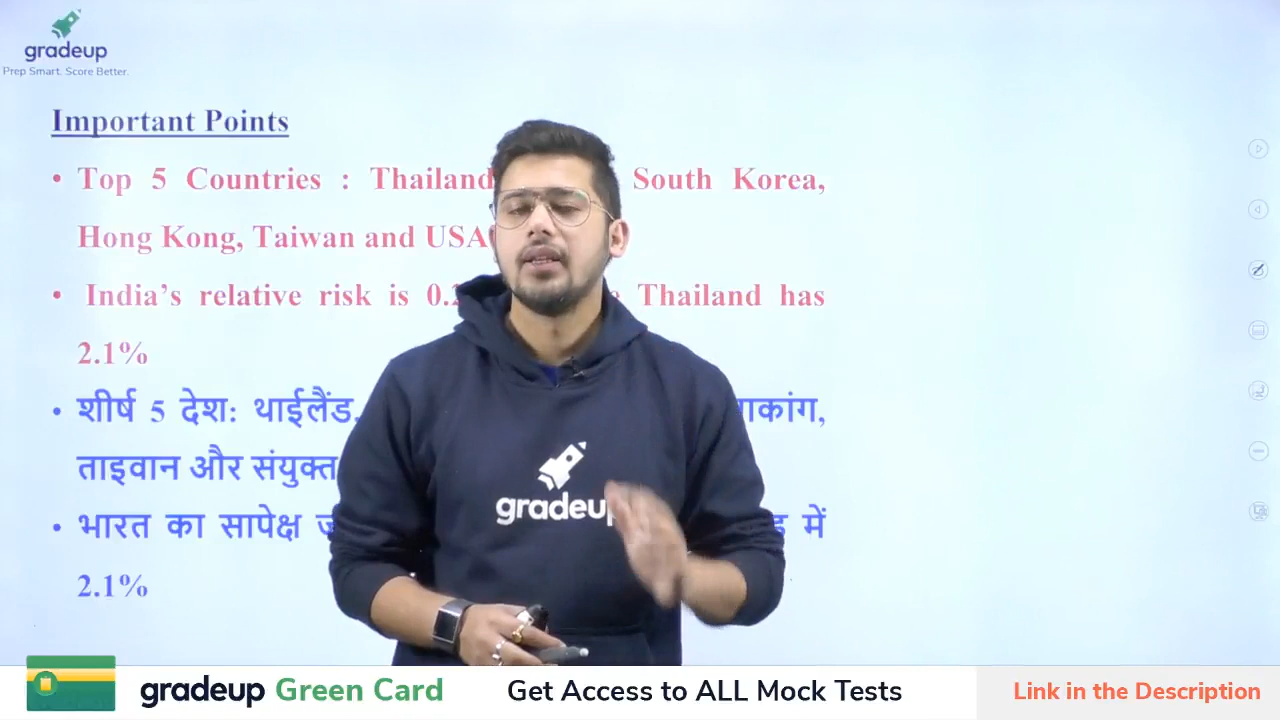 gradeup
Prep Smart. Score Better.
Important Points
• Top 5 Countries : Thailand South Korea,
Hong Kong, Taiwan and USA
• India's relative risk is Thailand has
2.1%
• शीर्ष 5 देश: थाईलैंड,
ताइवान और संयुक्त
• भारत का सापेक्ष में
2.1%
gradeup
gradeup Green Card Get Access to ALL Mock Tests Link in the Description